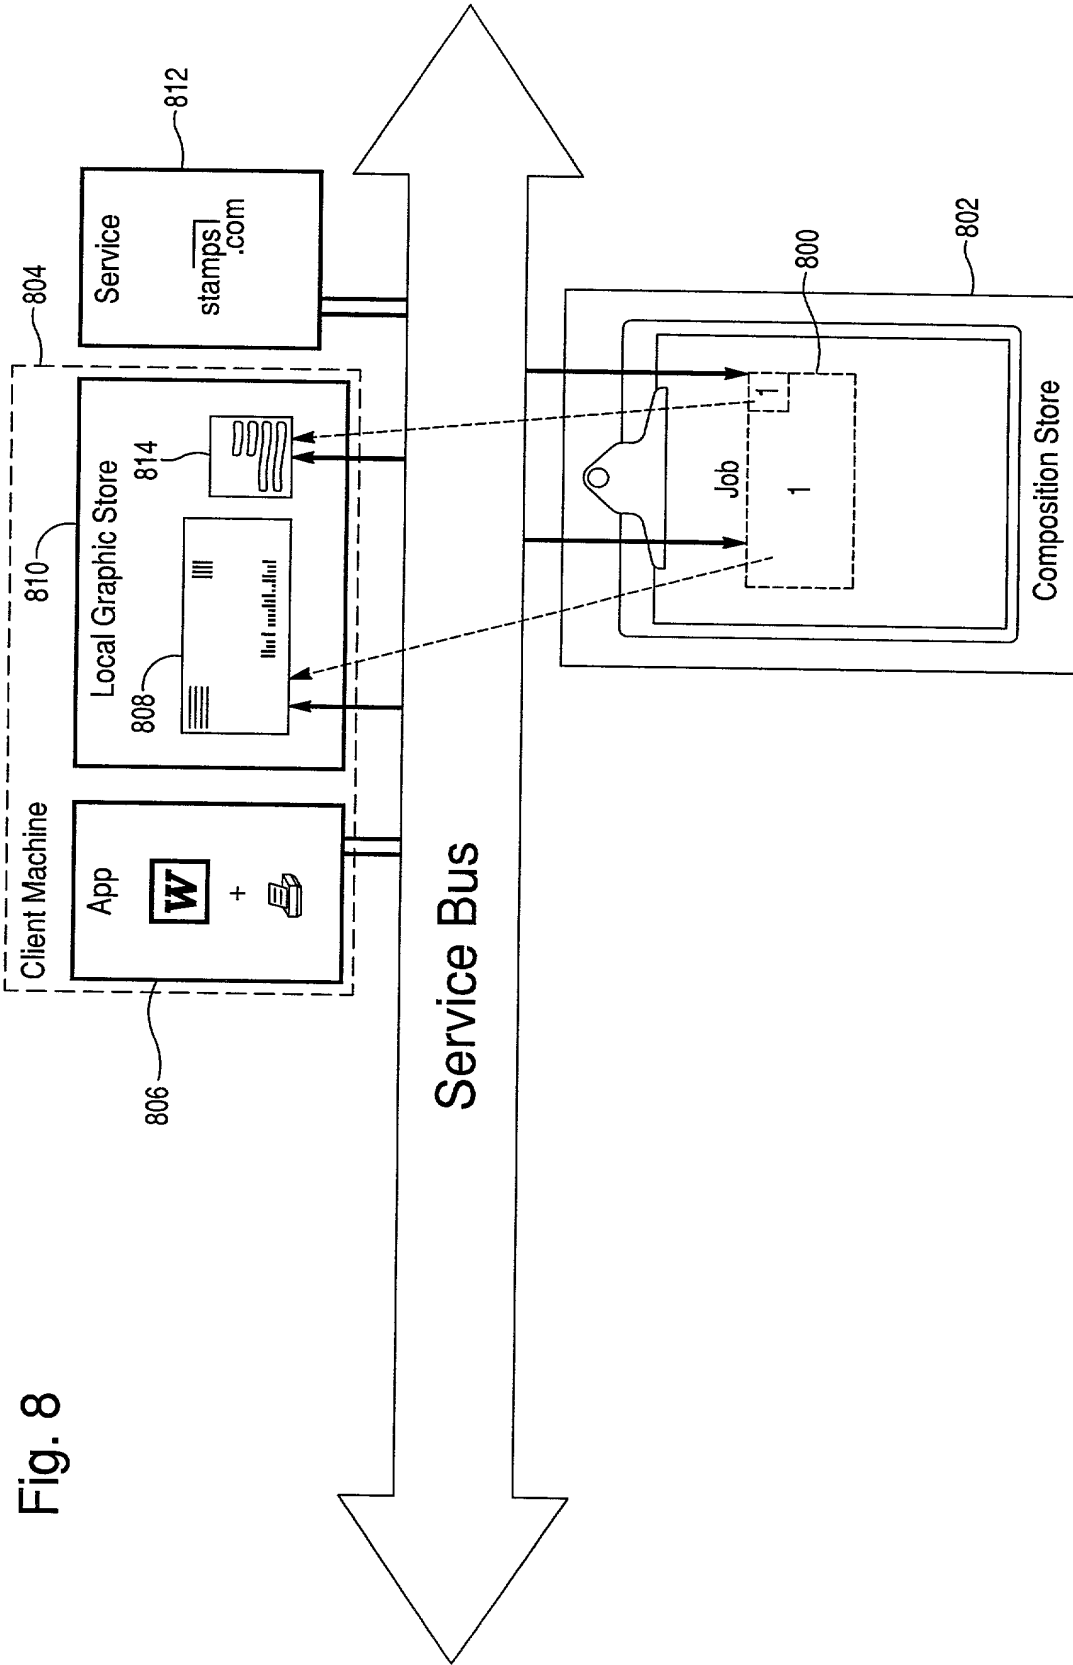 Fig. 8
Client Machine
804
App
W
+
806
810
Local Graphic Store
808
814
Service
stamps
.com
812
Service Bus
Job
1
1
800
Composition Store
802